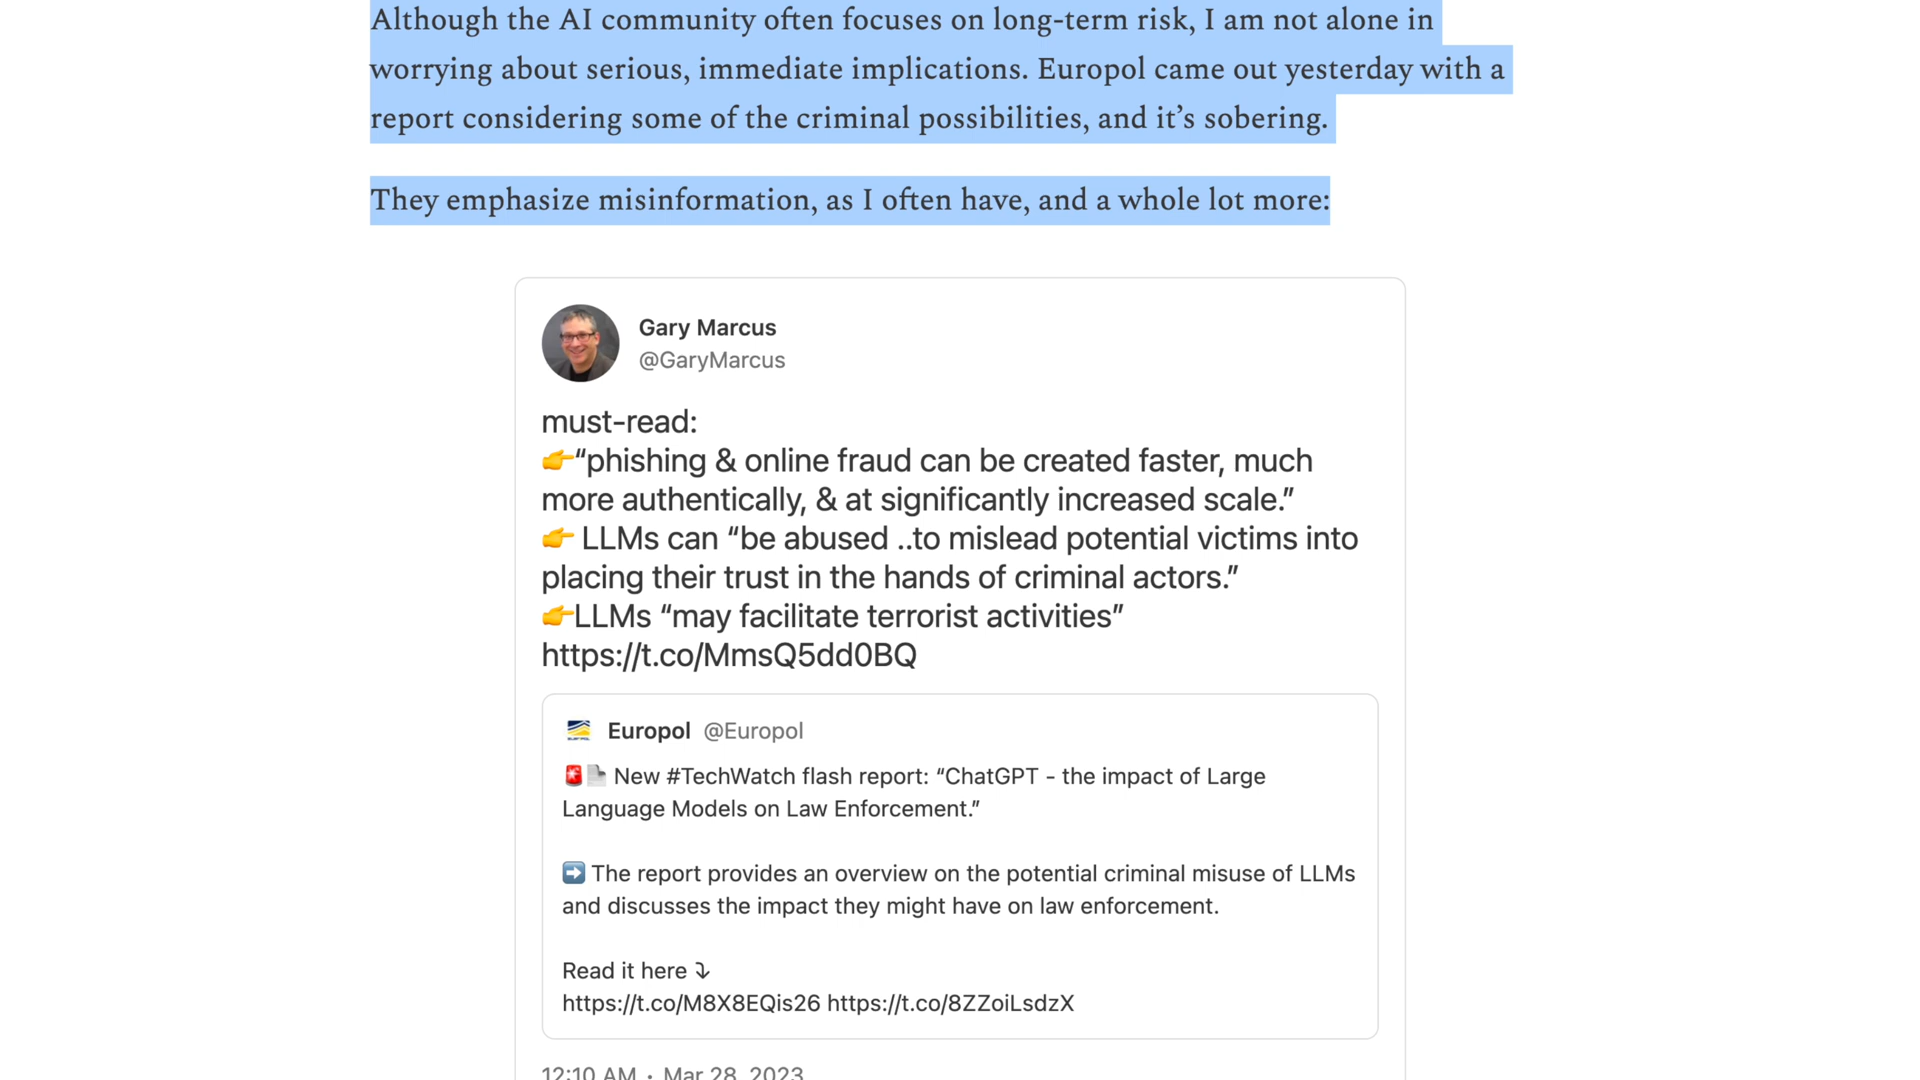 Although the AI community often focuses on long-term risk, I am not alone in
worrying about serious, immediate implications. Europol came out yesterday with a
report considering some of the criminal possibilities, and it’s sobering.
They emphasize misinformation, as I often have, and a whole lot more:
Gary Marcus
@GaryMarcus
must-read:
👉“phishing & online fraud can be created faster, much
more authentically, & at significantly increased scale.”
👉 LLMs can “be abused ..to mislead potential victims into
placing their trust in the hands of criminal actors.”
👉LLMs “may facilitate terrorist activities”
https://t.co/MmsQ5dd0BQ
Europol @Europol
🚨📄 New #TechWatch flash report: “ChatGPT - the impact of Large
Language Models on Law Enforcement.”
➡️ The report provides an overview on the potential criminal misuse of LLMs
and discusses the impact they might have on law enforcement.
Read it here ⤵
https://t.co/M8X8EQis26 https://t.co/8ZZoiLsdzX
12:10 AM · Mar 28, 2023